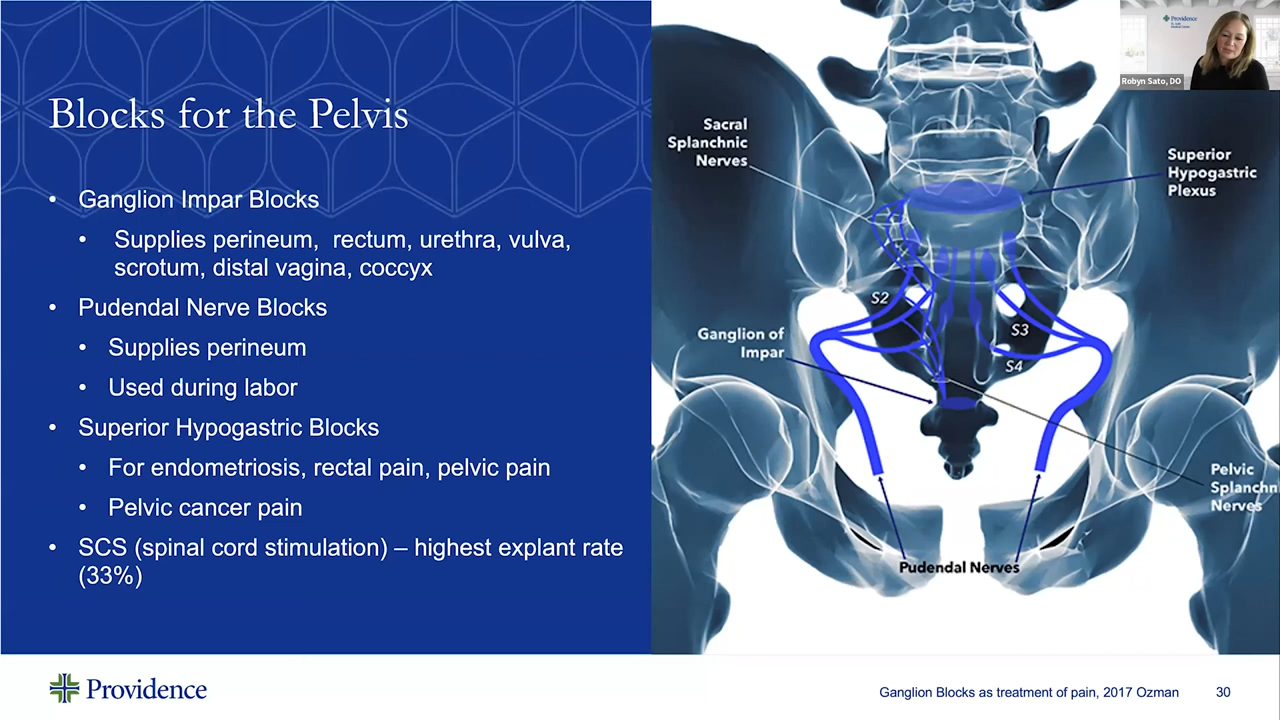 Blocks for the Pelvis
• Ganglion Impar Blocks
• Supplies perineum, rectum, urethra, vulva,
scrotum, distal vagina, coccyx
• Pudendal Nerve Blocks
• Supplies perineum
• Used during labor
• Superior Hypogastric Blocks
• For endometriosis, rectal pain, pelvic pain
• Pelvic cancer pain
• SCS (spinal cord stimulation) – highest explant rate
(33%)
Sacral
Splanchnic
Nerves
Superior
Hypogastric
Plexus
S2
S3
S4
Ganglion of
Impar
Pelvic
Splanchn
Nerves
Pudendal Nerves
Providence
Robyn Sato, DO
Providence
Ganglion Blocks as treatment of pain, 2017 Ozman
30